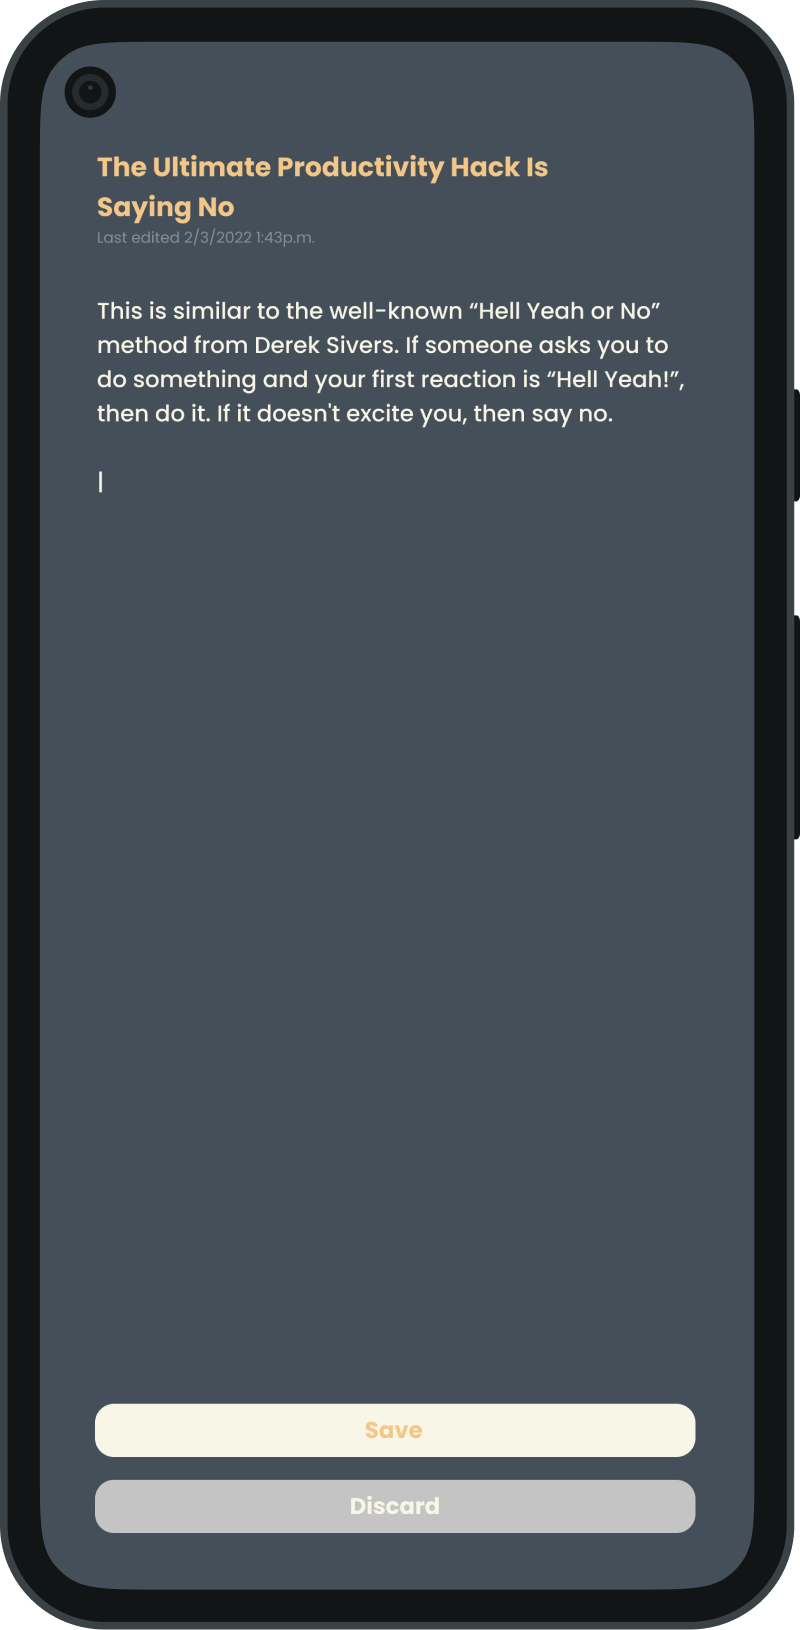 The Ultimate Productivity Hack Is
Saying No
Last edited 2/3/2022 1:43p.m.
This is similar to the well-known “Hell Yeah or No”
method from Derek Sivers. If someone asks you to
do something and your first reaction is “Hell Yeah!”,
then do it. If it doesn't excite you, then say no.
Save
Discard